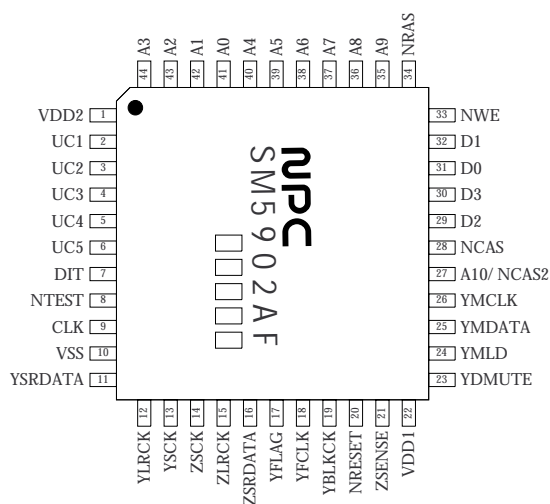 A3 A2 A1 A0 A4 A5 A6 A7 A8 A9 NRAS
44 43 42 41 40 39 38 37 36 35 34
VDD2 1
UC1 2
UC2 3
UC3 4
UC4 5
UC5 6
DIT 7
NTEST 8
CLK 9
VSS 10
YSRDATA 11
NPC
SM5902AF
33 NWE
32 D1
31 D0
30 D3
29 D2
28 NCAS
27 A10/ NCAS2
26 YMCLK
25 YMDATA
24 YMLD
23 YDMUTE
12 13 14 15 16 17 18 19 20 21 22
YLRCK YSCK ZSCK ZLRCK ZSRDATA YFLAG YFCLK YBLKCK NRESET ZSENSE VDD1